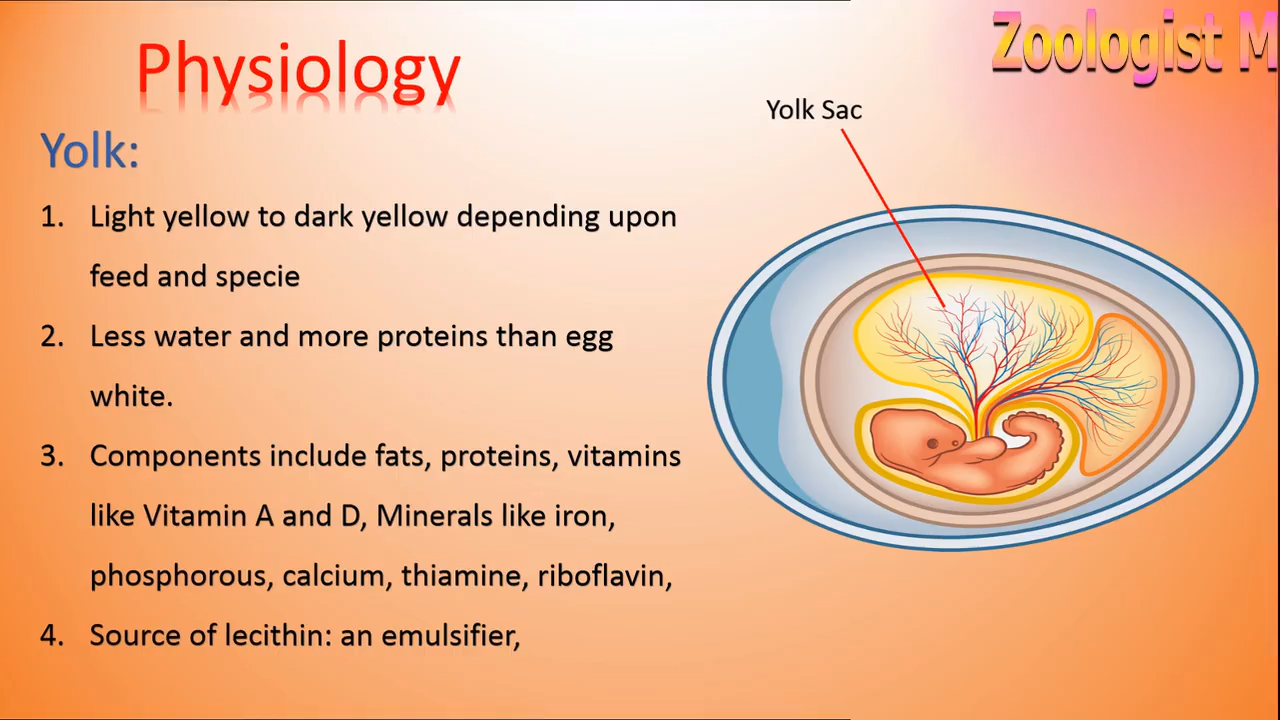 Zoologist M
Physiology
Yolk Sac
Yolk:
1. Light yellow to dark yellow depending upon
feed and specie
2. Less water and more proteins than egg
white.
3. Components include fats, proteins, vitamins
like Vitamin A and D, Minerals like iron,
phosphorous, calcium, thiamine, riboflavin,
4. Source of lecithin: an emulsifier,